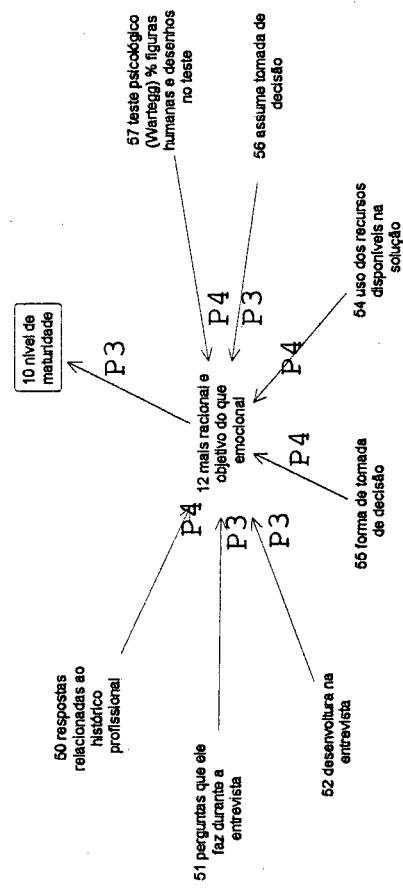 10 nível de
maturidade
P3
50 respostas
relacionadas ao
histórico
profissional
P4
57 teste psicológico
(Wartegg) % figuras
humanas e desenhos
no teste
P4
12 mais racional e
objetivo do que
emocional
51 perguntas que ele
faz durante a
entrevista
P3
56 assume tomada de
decisão
P3
52 desenvoltura na
entrevista
P3
55 forma de tomada
de decisão
P4
54 uso dos recursos
disponíveis na
solução
P4